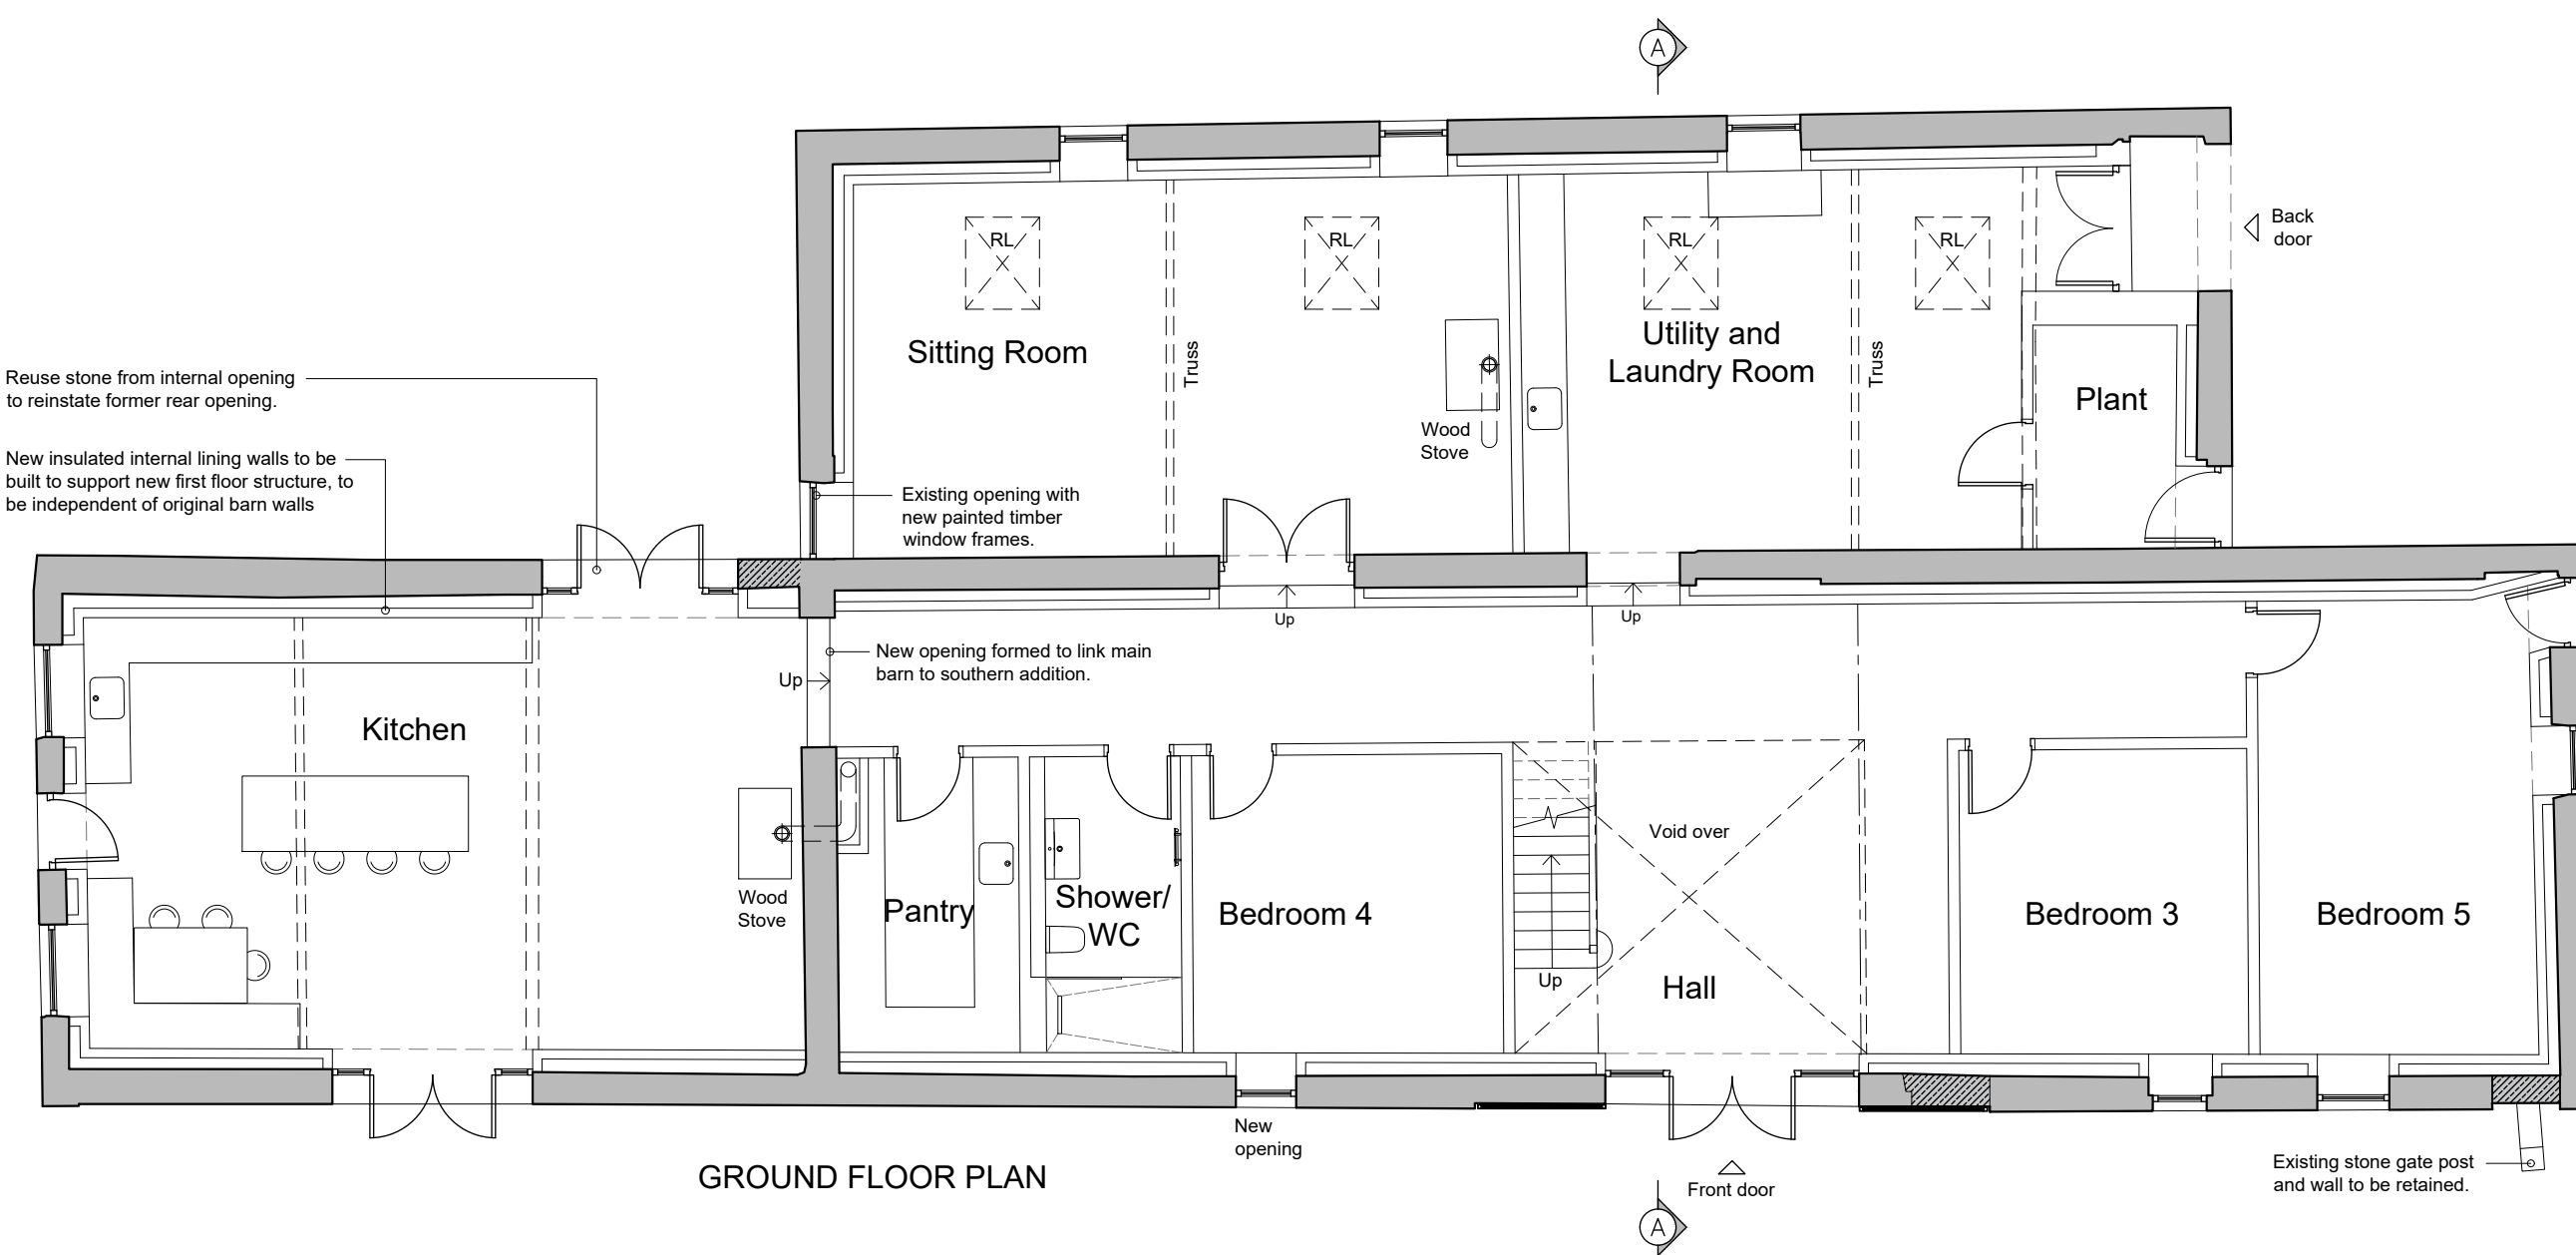 A
Back
door
RL
RL
RL
RL
Sitting Room
Truss
Utility and
Laundry Room
Truss
Plant
Wood
Stove
Reuse stone from internal opening
to reinstate former rear opening.
New insulated internal lining walls to be
built to support new first floor structure, to
be independent of original barn walls
Existing opening with
new painted timber
window frames.
Up
Up
New opening formed to link main
barn to southern addition.
Up
Kitchen
Void over
Wood
Stove
Pantry
Shower/
WC
Bedroom 4
Up
Hall
Bedroom 3
Bedroom 5
New
opening
GROUND FLOOR PLAN
Front door
Existing stone gate post
and wall to be retained.
A